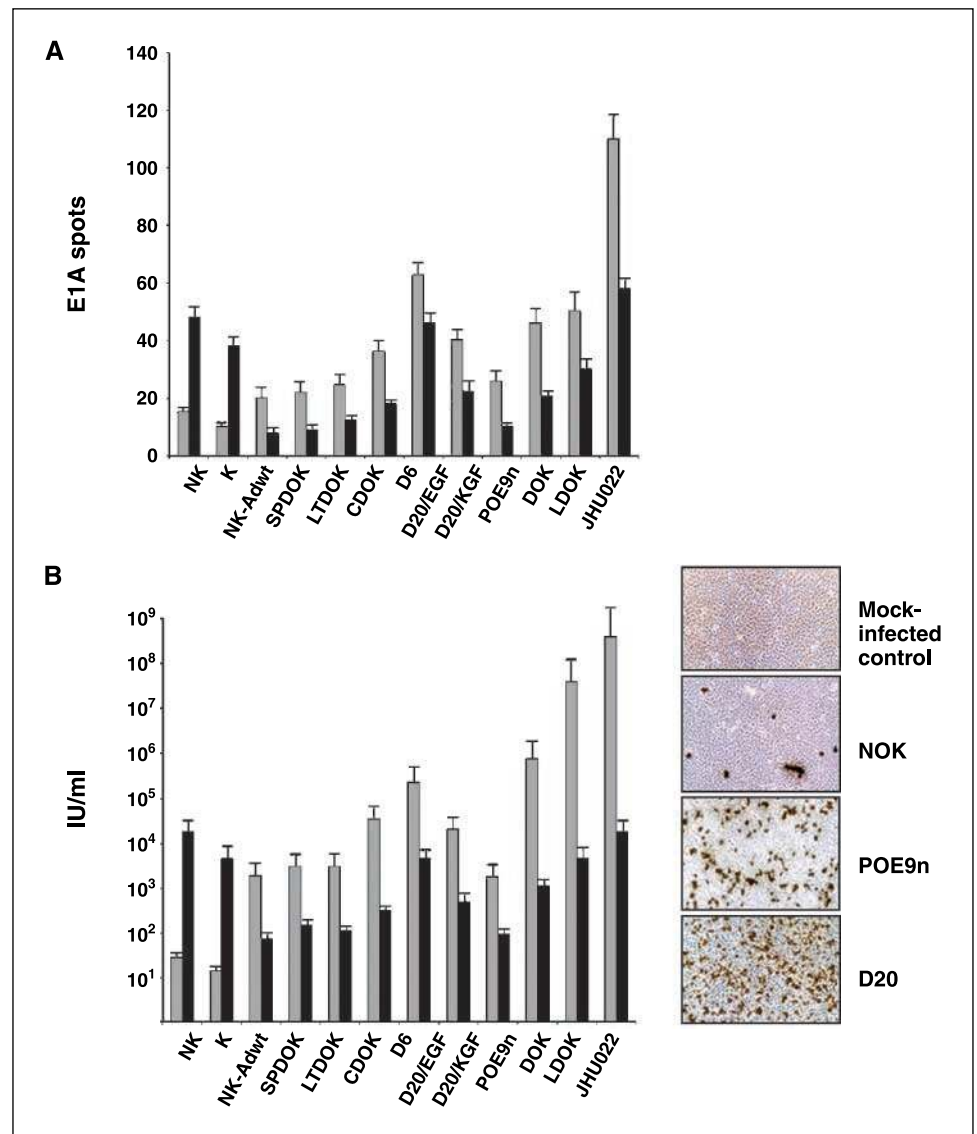 A
140
120
100
80
60
40
20
0
E1A spots
NK
K
NK-Adwt
SPDOK
LTDOK
CDOK
D6
D20/EGF
D20/KGF
POE9n
DOK
LDOK
JHU022
B
10⁹
10⁸
10⁷
10⁶
10⁵
10⁴
10³
10²
10¹
IU/ml
NK
K
NK-Adwt
SPDOK
LTDOK
CDOK
D6
D20/EGF
D20/KGF
POE9n
DOK
LDOK
JHU022
Mock-
infected
control
NOK
POE9n
D20